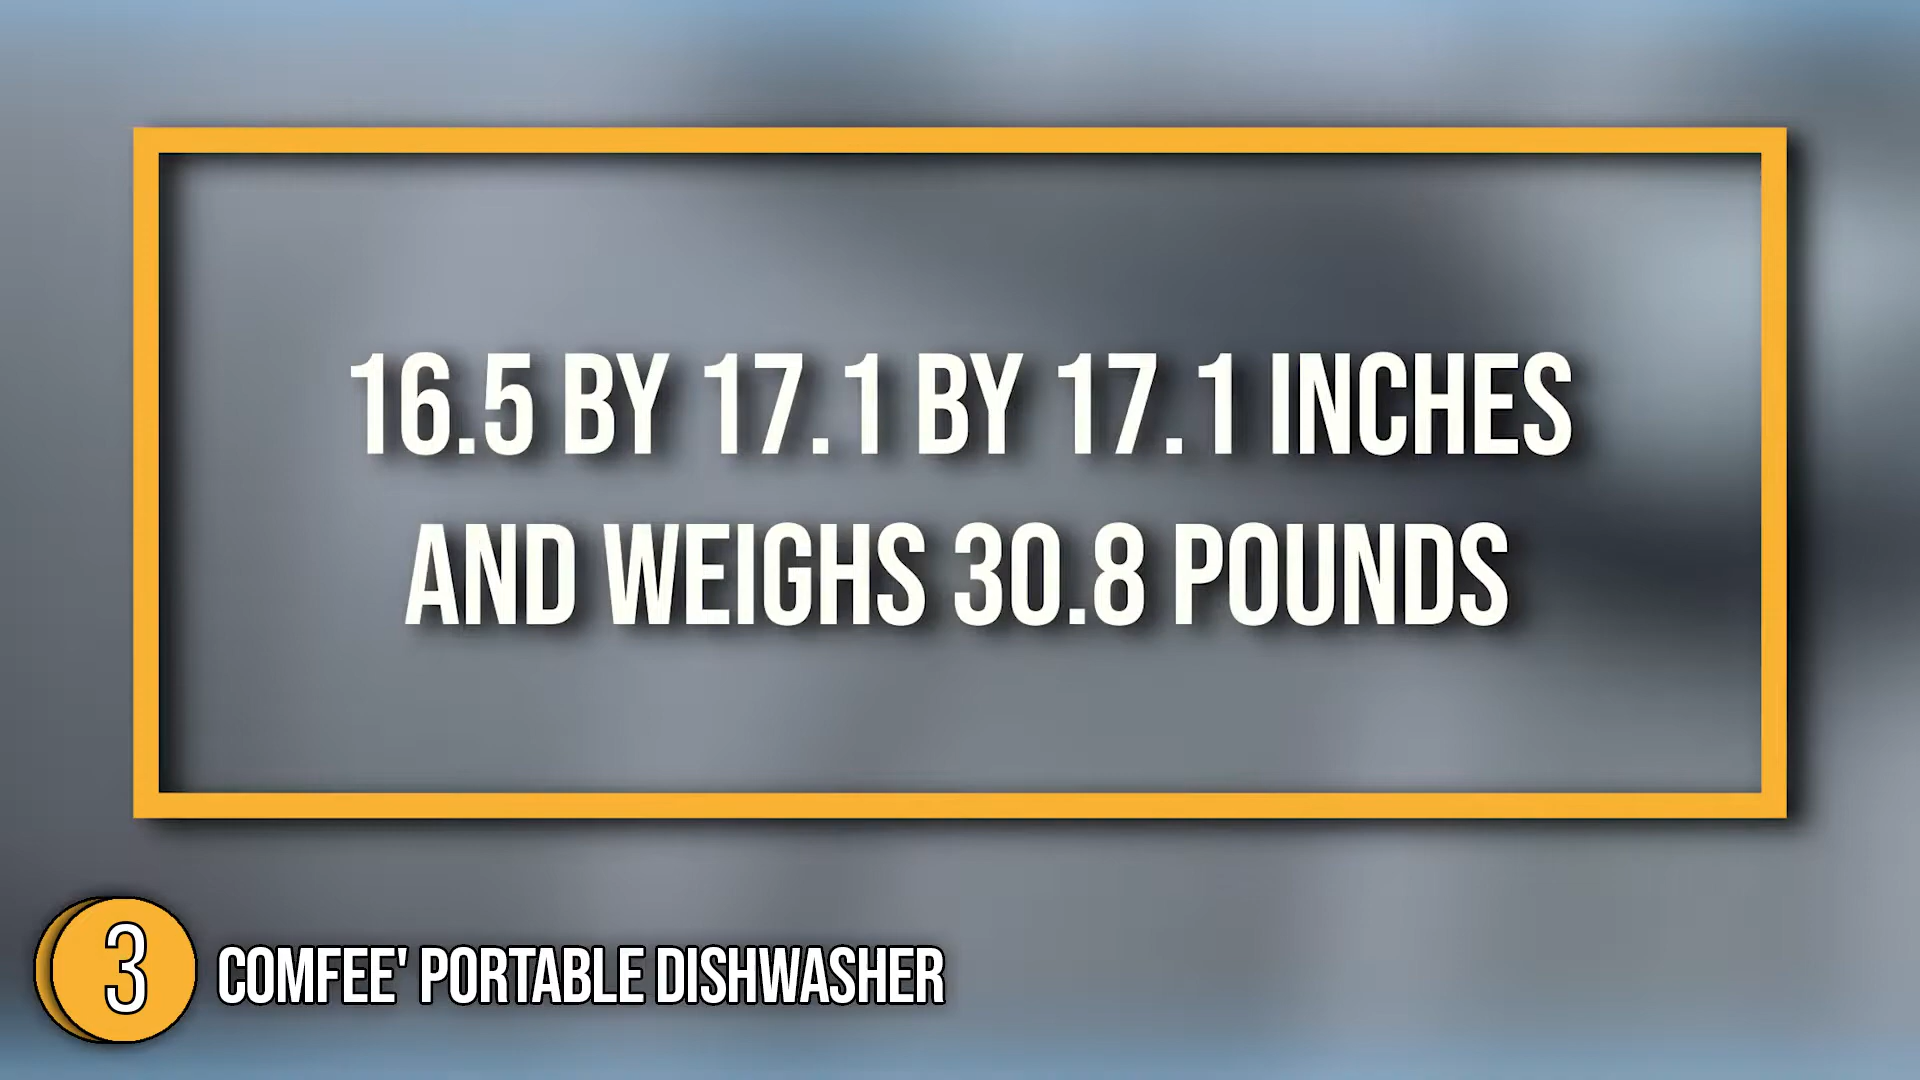 16.5 BY 17.1 BY 17.1 INCHES
AND WEIGHS 30.8 POUNDS
3
COMFEE' PORTABLE DISHWASHER